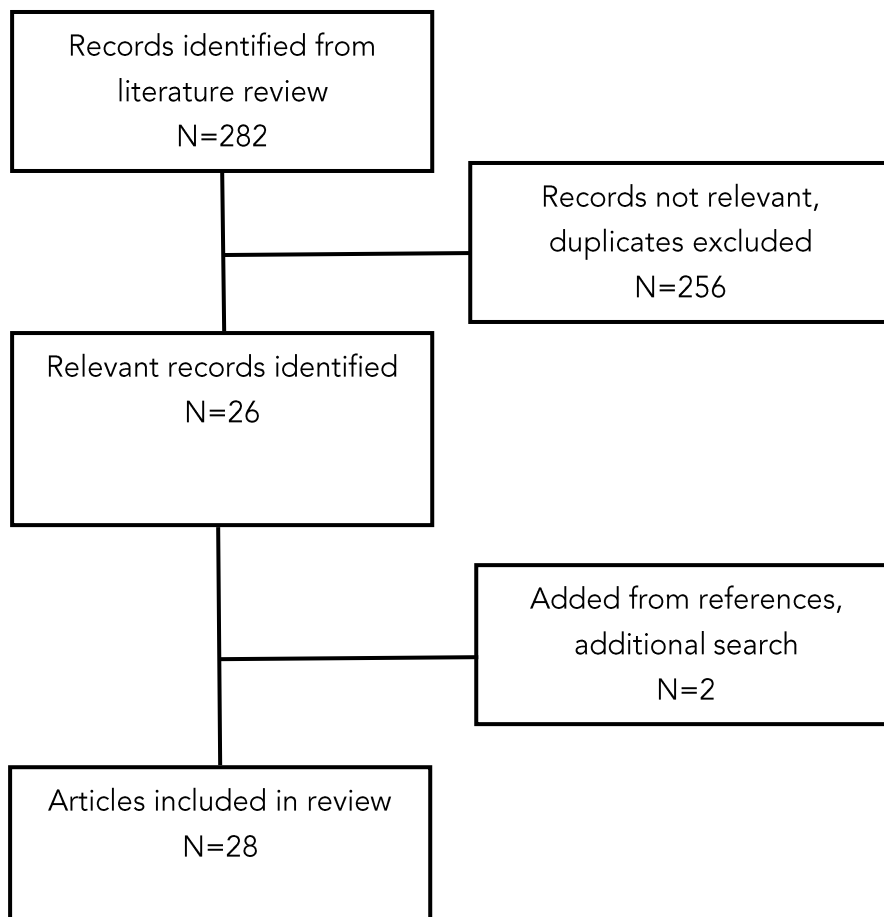 Records identified from
literature review
N=282
Records not relevant,
duplicates excluded
N=256
Relevant records identified
N=26
Added from references,
additional search
N=2
Articles included in review
N=28